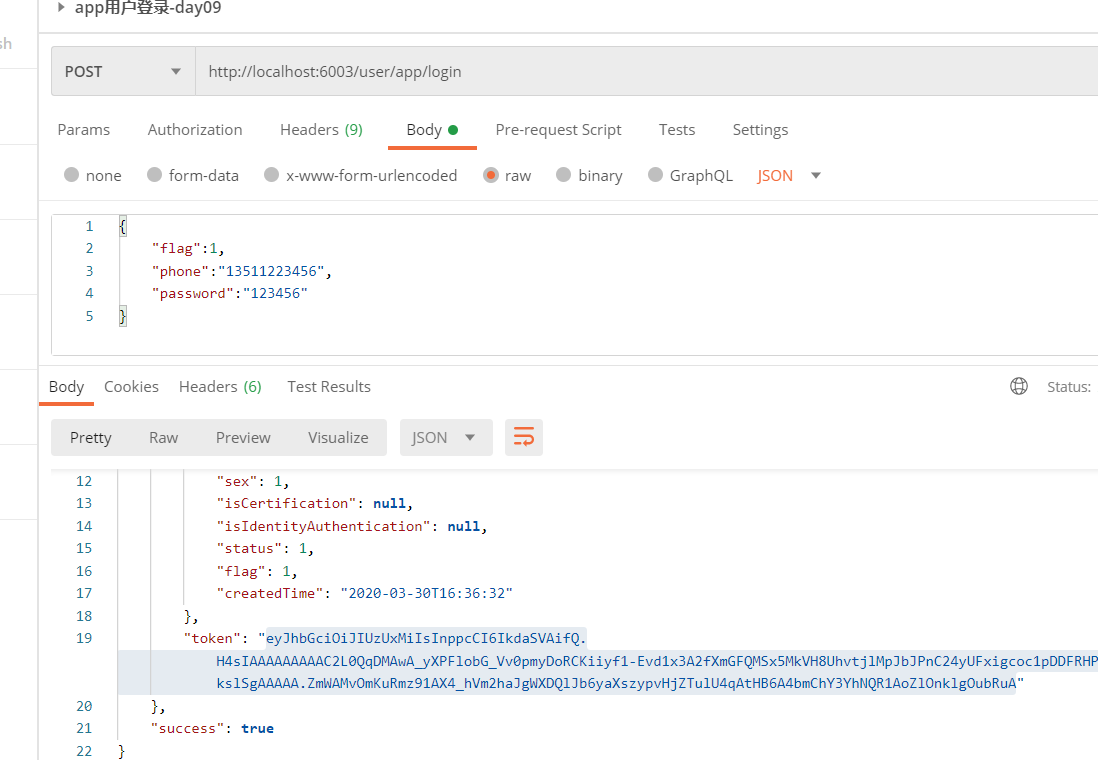 app用户登录-day09
sh
POST http://localhost:6003/user/app/login
Params Authorization Headers (9) Body Pre-request Script Tests Settings
none form-data x-www-form-urlencoded raw binary GraphQL JSON
1 {
2 "flag":1,
3 "phone":"13511223456",
4 "password":"123456"
5 }
Body Cookies Headers (6) Test Results Status:
Pretty Raw Preview Visualize JSON
12 "sex": 1,
13 "isCertification": null,
14 "isIdentityAuthentication": null,
15 "status": 1,
16 "flag": 1,
17 "createdTime": "2020-03-30T16:36:32"
18 },
19 "token": "eyJhbGciOiJIUzUxMiIsInppcCI6IkdaSVAifQ.
H4sIAAAAAAAAAC2L0QqDMAwA_yXPFlobG_Vv0pmyDoRCKiiyf1-Evd1x3A2fXmGFQMSx5MkVH8UhvtjlMpJbJPnC24yUFxigcoc1pDDFRHP
kslSgAAAAA.ZmWAMvOmKuRmz91AX4_hVm2haJgWXDQlJb6yaXszypvHjZTulU4qAtHB6A4bmChY3YhNQR1AoZlOnklgOubRuA"
20 },
21 "success": true
22 }